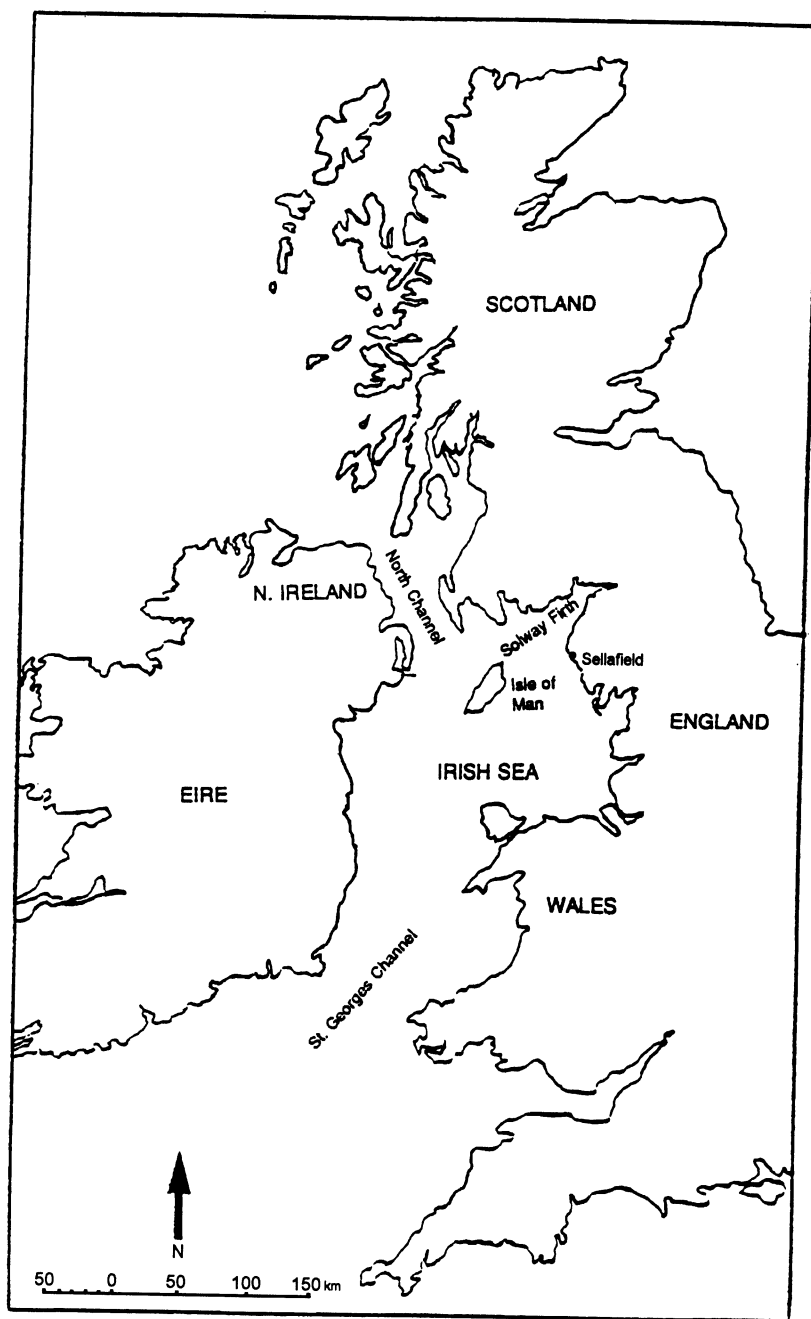 SCOTLAND
North Channel
N. IRELAND
Solway Firth
Sellafield
Isle of
Man
ENGLAND
IRISH SEA
EIRE
WALES
St. Georges Channel
N
50 0 50 100 150 km